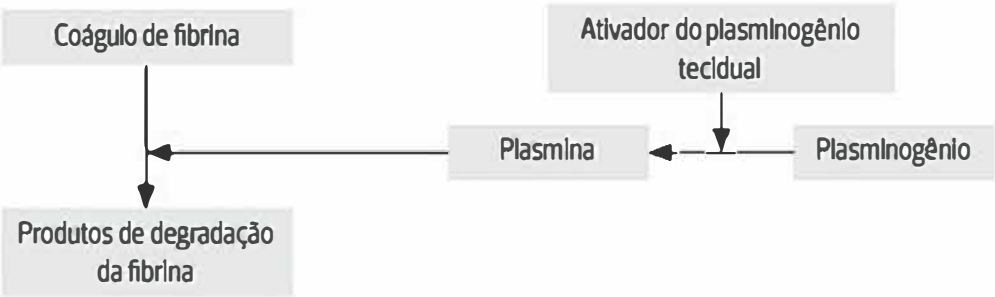 Coágulo de fibrina
Ativador do plasminogênio
tecidual
Plasmina
Plasminogênio
Produtos de degradação
da fibrina